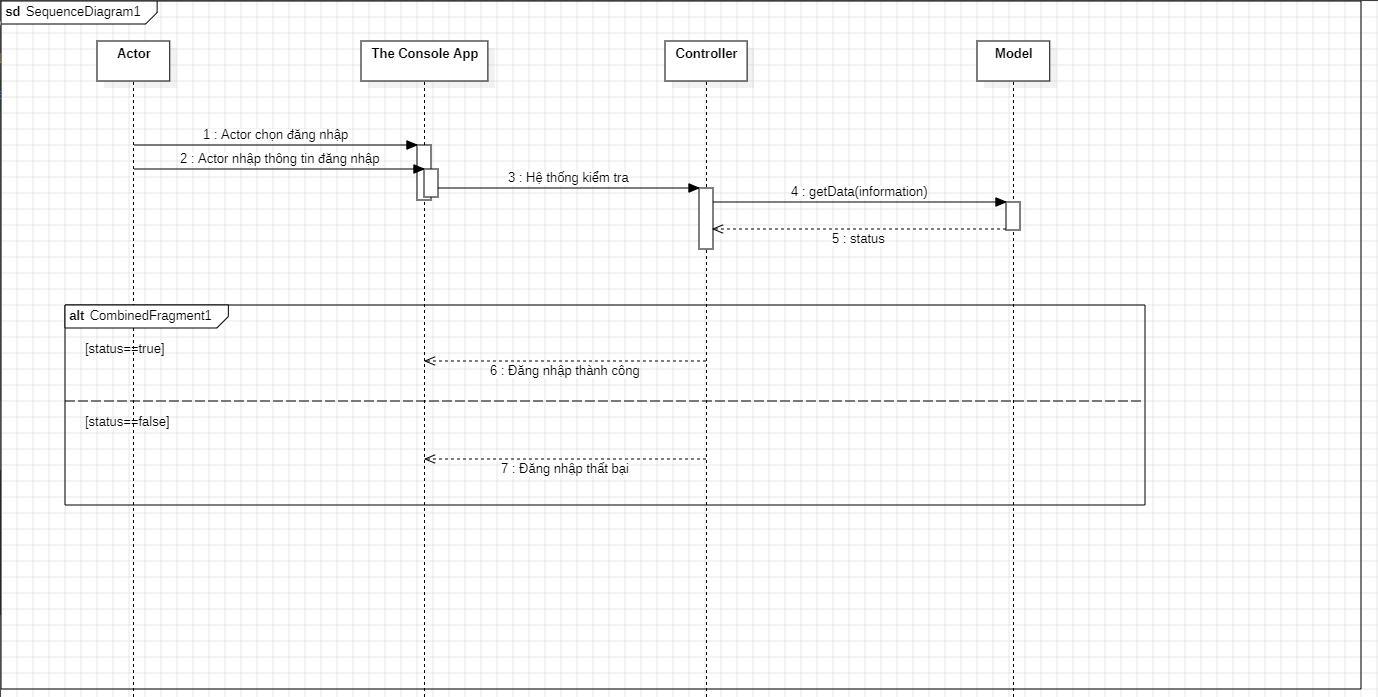 sd SequenceDiagram1
Actor
The Console App
Controller
Model
1 : Actor chọn đăng nhập
2 : Actor nhập thông tin đăng nhập
3 : Hệ thống kiểm tra
4 : getData(information)
5 : status
alt CombinedFragment1
[status==true]
6 : Đăng nhập thành công
[status==false]
7 : Đăng nhập thất bại